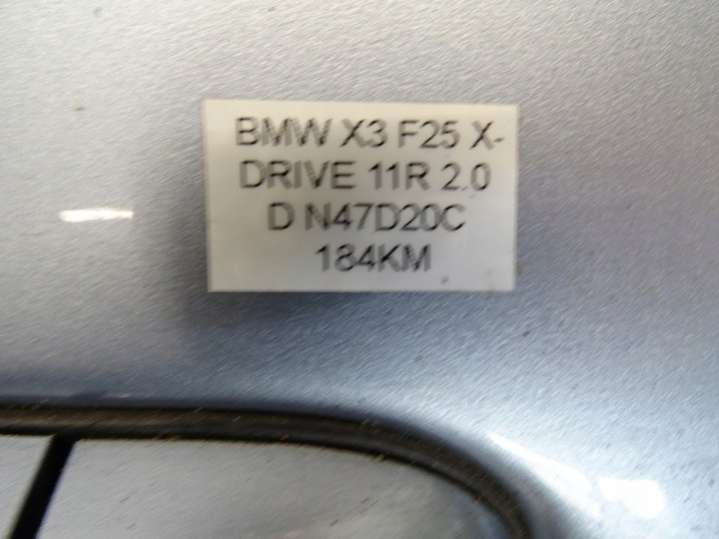 BMW X3 F25 X-
DRIVE 11R 2.0
D N47D20C
184KM